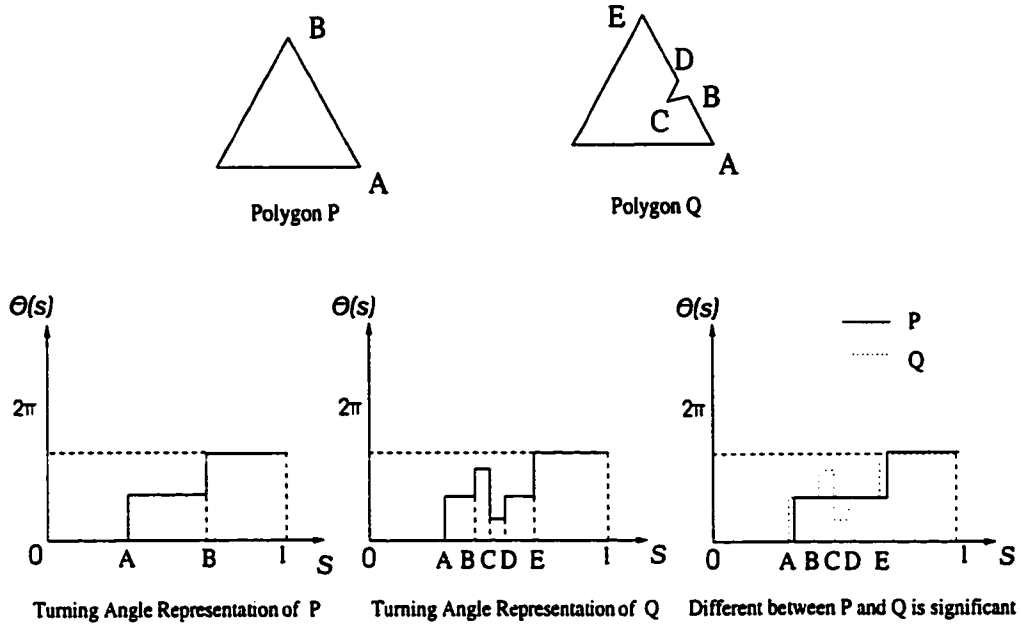 B
A
Polygon P
E
D
B
C
A
Polygon Q
Θ(s)
2π
0
A
B
1
S
Turning Angle Representation of P
Θ(s)
2π
0
A B C D E
1
S
Turning Angle Representation of Q
Θ(s)
P
Q
2π
0
A B C D E
1
S
Different between P and Q is significant